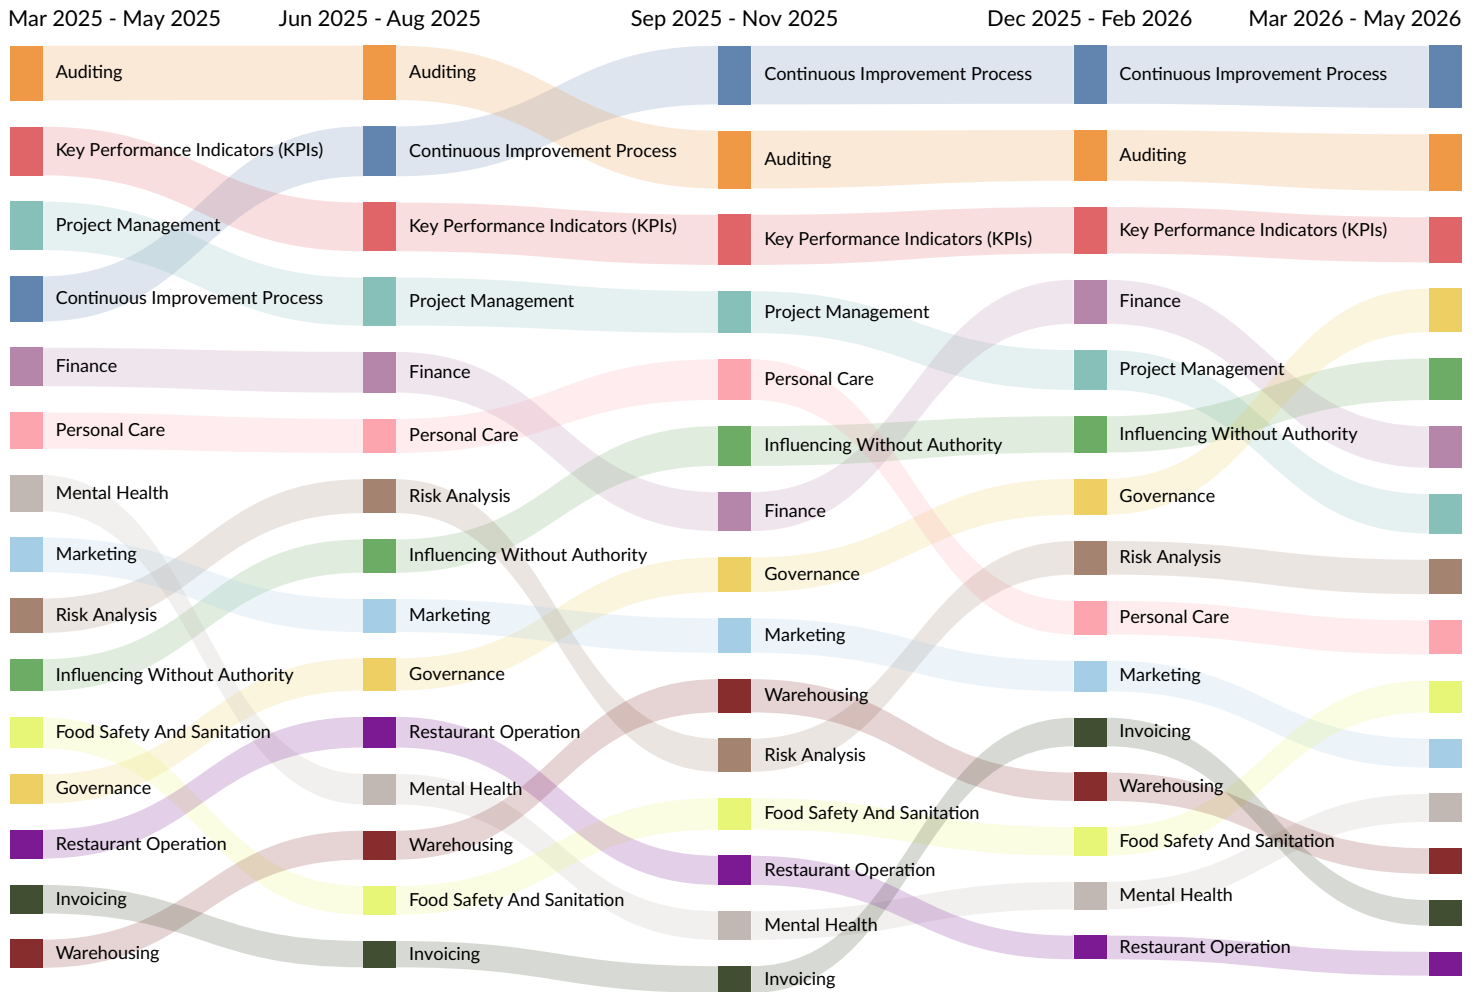 Mar 2025 - May 2025
Jun 2025 - Aug 2025
Sep 2025 - Nov 2025
Dec 2025 - Feb 2026
Mar 2026 - May 2026
Auditing
Key Performance Indicators (KPIs)
Project Management
Continuous Improvement Process
Finance
Personal Care
Mental Health
Marketing
Risk Analysis
Influencing Without Authority
Food Safety And Sanitation
Governance
Restaurant Operation
Invoicing
Warehousing
Auditing
Continuous Improvement Process
Key Performance Indicators (KPIs)
Project Management
Finance
Personal Care
Risk Analysis
Influencing Without Authority
Marketing
Governance
Restaurant Operation
Mental Health
Warehousing
Food Safety And Sanitation
Invoicing
Continuous Improvement Process
Auditing
Key Performance Indicators (KPIs)
Project Management
Personal Care
Influencing Without Authority
Finance
Governance
Marketing
Warehousing
Risk Analysis
Food Safety And Sanitation
Restaurant Operation
Mental Health
Invoicing
Continuous Improvement Process
Auditing
Key Performance Indicators (KPIs)
Finance
Project Management
Influencing Without Authority
Governance
Risk Analysis
Personal Care
Marketing
Invoicing
Warehousing
Food Safety And Sanitation
Mental Health
Restaurant Operation